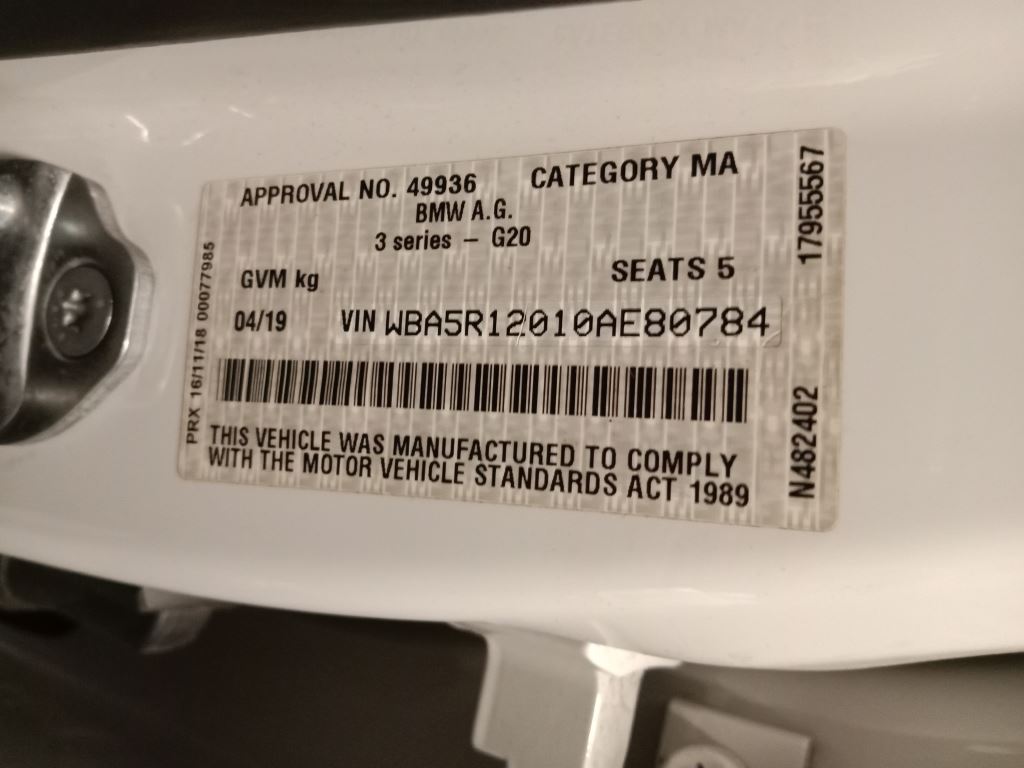 APPROVAL NO. 49936 CATEGORY MA
BMW A.G.
3 series – G20
GVM kg SEATS 5
04/19 VIN WBA5R12010AE80784
THIS VEHICLE WAS MANUFACTURED TO COMPLY
WITH THE MOTOR VEHICLE STANDARDS ACT 1989
PRX 16/11/18 00077985
N482402 17955567